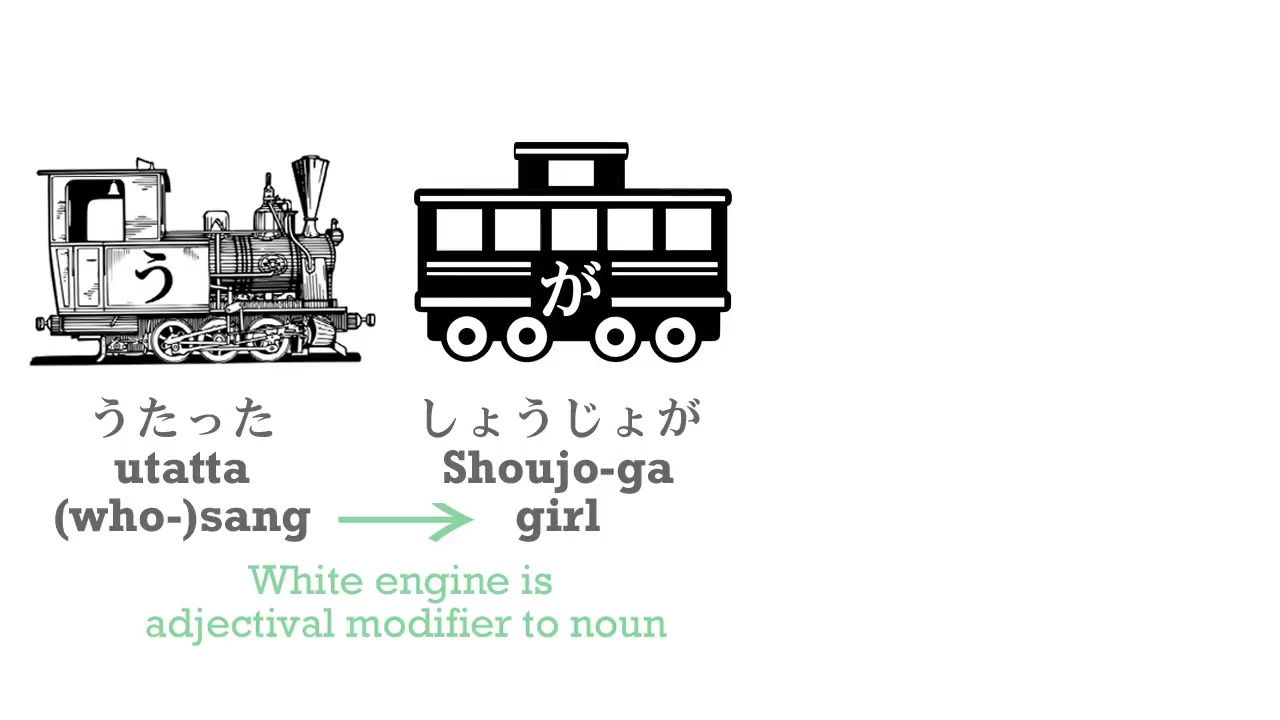 う
が
うたった
しょうじょが
utatta
Shoujo-ga
(who-)sang
girl
White engine is
adjectival modifier to noun